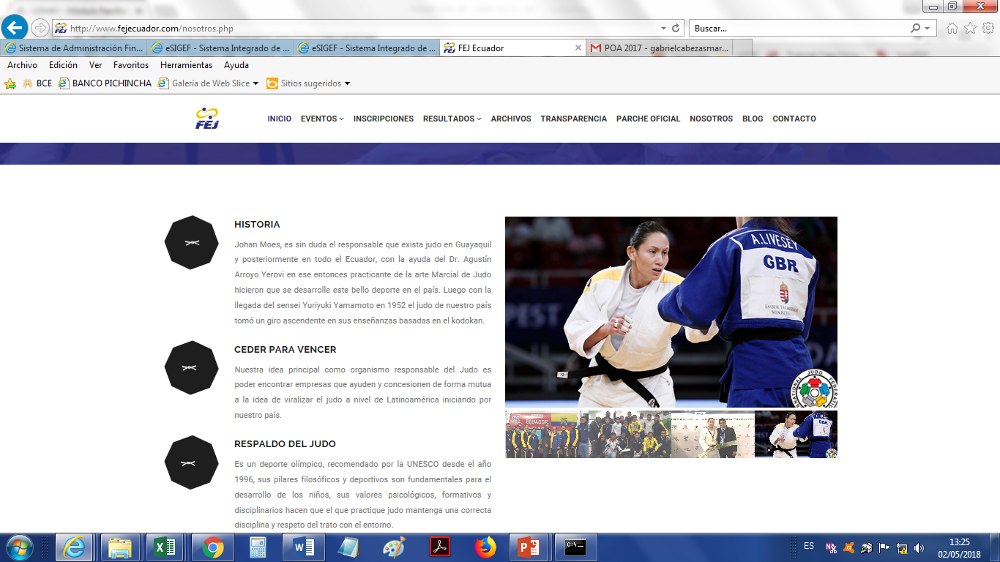 http://www.fejecuador.com/nosotros.php
Buscar...
Sistema de Administración Fin...
eSIGEF - Sistema Integrado de ...
eSIGEF - Sistema Integrado de ...
FEJ Ecuador
POA 2017 - gabrielcabezasmar...
Archivo Edición Ver Favoritos Herramientas Ayuda
BCE BANCO PICHINCHA Galería de Web Slice Sitios sugeridos
FEJ
INICIO EVENTOS INSCRIPCIONES RESULTADOS ARCHIVOS TRANSPARENCIA PARCHE OFICIAL NOSOTROS BLOG CONTACTO
HISTORIA
Johan Moes, es sin duda el responsable que exista judo en Guayaquil
y posteriormente en todo el Ecuador, con la ayuda del Dr. Agustín
Arroyo Yerovi en ese entonces practicante de la arte Marcial de Judo
hicieron que se desarrolle este bello deporte en el país. Luego con la
llegada del sensei Yuriyuki Yamamoto en 1952 el judo de nuestro país
tomó un giro ascendente en sus enseñanzas basadas en el kodokan.
CEDER PARA VENCER
Nuestra idea principal como organismo responsable del Judo es
poder encontrar empresas que ayuden y concesionen de forma mutua
a la idea de viralizar el judo a nivel de Latinoamérica iniciando por
nuestro país.
RESPALDO DEL JUDO
Es un deporte olímpico, recomendado por la UNESCO desde el año
1996, sus pilares filosóficos y deportivos son fundamentales para el
desarrollo de los niños, sus valores psicológicos, formativos y
disciplinarios hacen que el que practique judo mantenga una correcta
disciplina y respeto del trato con el entorno.
A.LIVESEY
GBR
PEST
INTERNATIONAL JUDO FEDERATION
ECUADOR
GBR
ES
13:25
02/05/2018